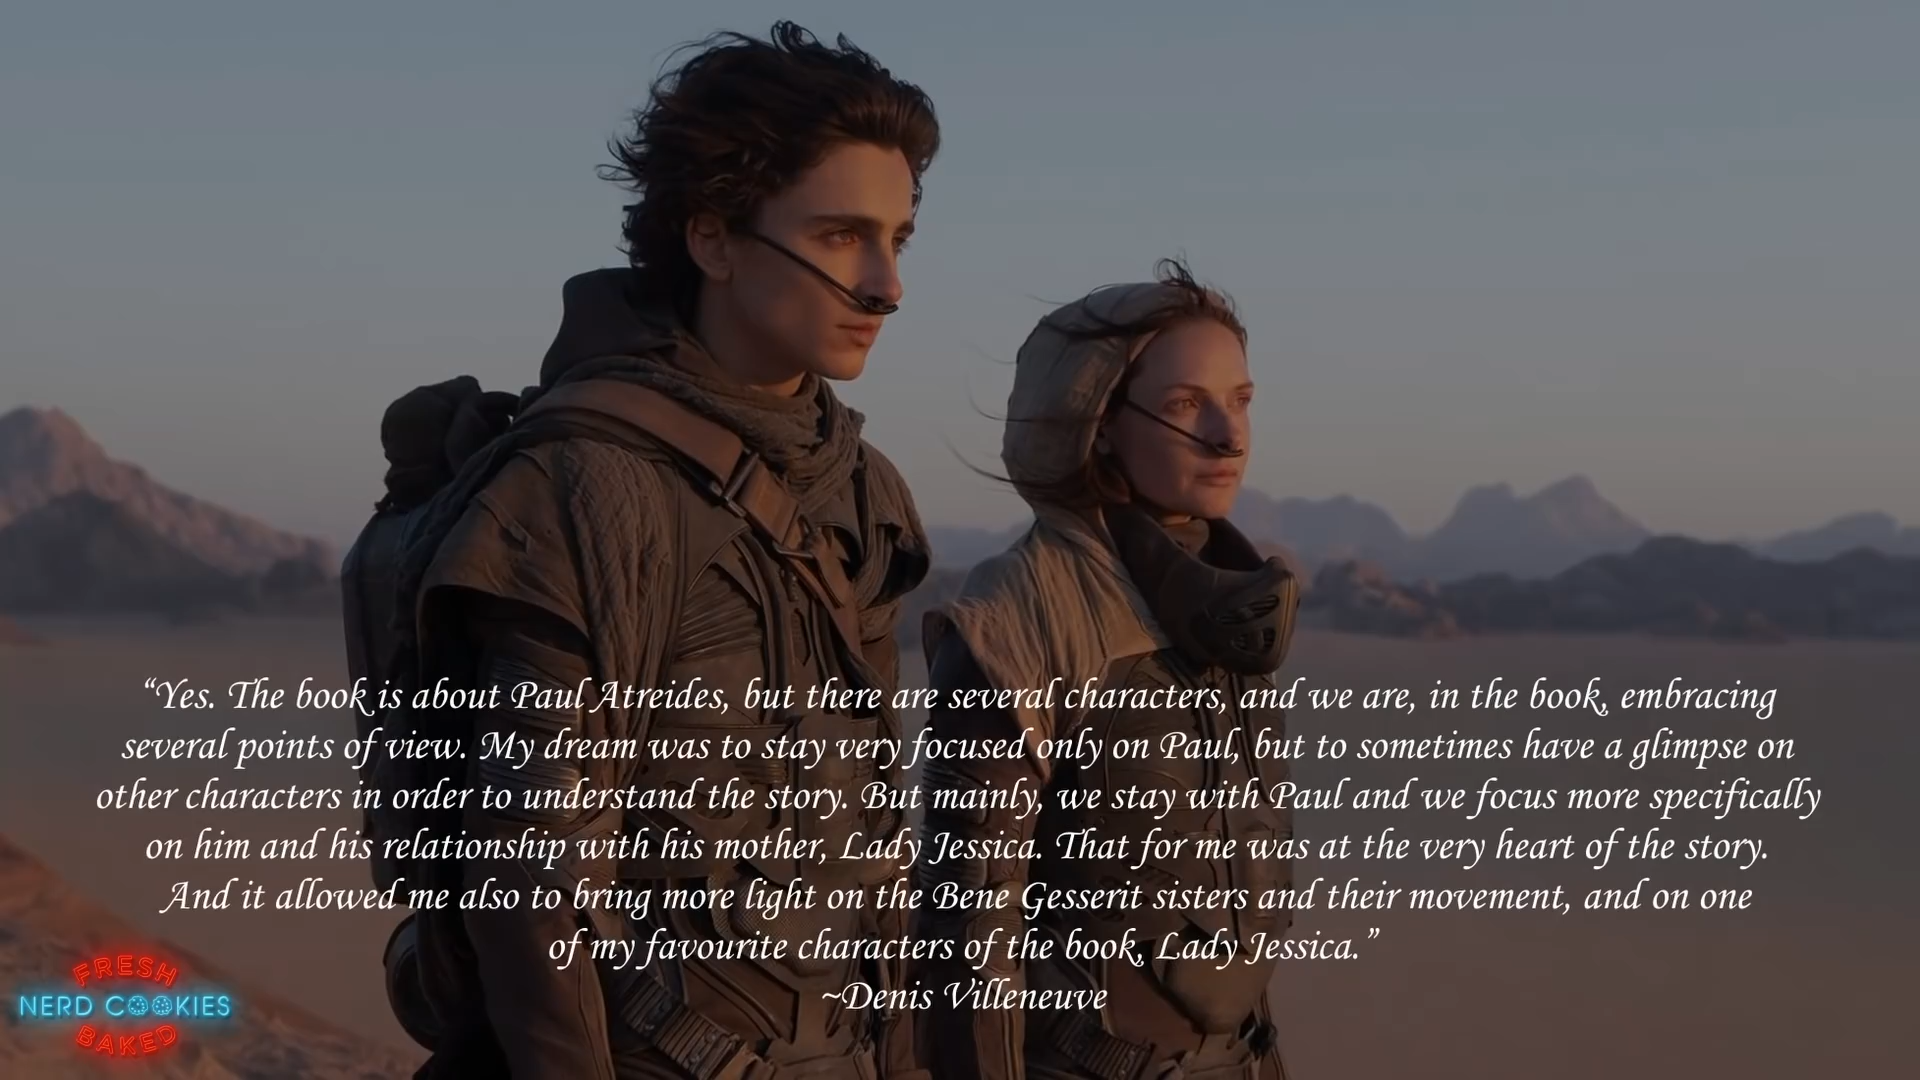 “Yes. The book is about Paul Atreides, but there are several characters, and we are, in the book, embracing
several points of view. My dream was to stay very focused only on Paul, but to sometimes have a glimpse on
other characters in order to understand the story. But mainly, we stay with Paul and we focus more specifically
on him and his relationship with his mother, Lady Jessica. That for me was at the very heart of the story.
And it allowed me also to bring more light on the Bene Gesserit sisters and their movement, and on one
of my favourite characters of the book, Lady Jessica.”
~Denis Villeneuve
FRESH
NERD COOKIES
BAKED